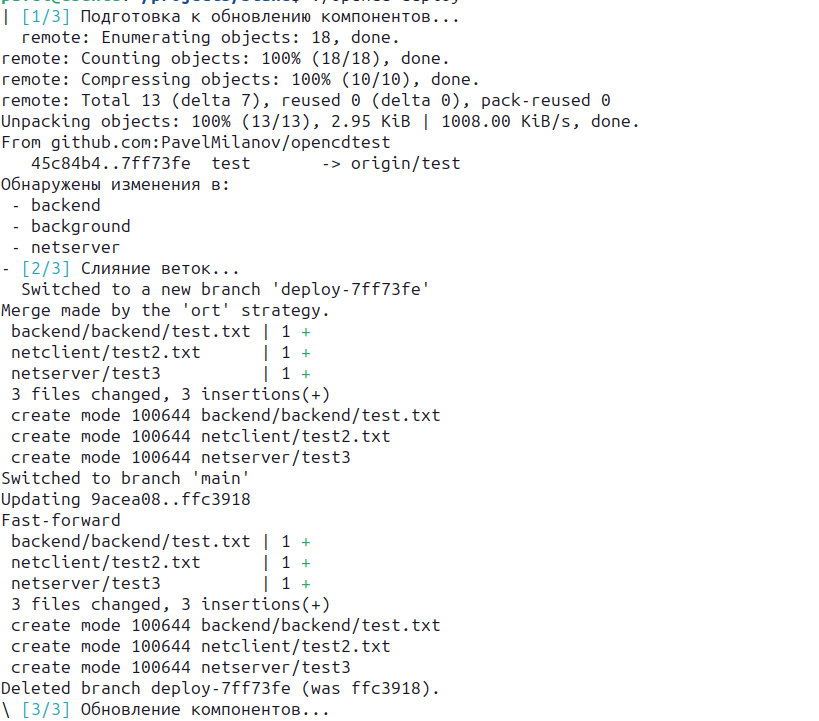 | [1/3] Подготовка к обновлению компонентов...
remote: Enumerating objects: 18, done.
remote: Counting objects: 100% (18/18), done.
remote: Compressing objects: 100% (10/10), done.
remote: Total 13 (delta 7), reused 0 (delta 0), pack-reused 0
Unpacking objects: 100% (13/13), 2.95 KiB | 1008.00 KiB/s, done.
From github.com:PavelMilanov/opencdtest
45c84b4..7ff73fe  test       -> origin/test
Обнаружены изменения в:
- backend
- background
- netserver
- [2/3] Слияние веток...
Switched to a new branch 'deploy-7ff73fe'
Merge made by the 'ort' strategy.
backend/backend/test.txt | 1 +
netclient/test2.txt      | 1 +
netserver/test3          | 1 +
3 files changed, 3 insertions(+)
create mode 100644 backend/backend/test.txt
create mode 100644 netclient/test2.txt
create mode 100644 netserver/test3
Switched to branch 'main'
Updating 9acea08..ffc3918
Fast-forward
backend/backend/test.txt | 1 +
netclient/test2.txt      | 1 +
netserver/test3          | 1 +
3 files changed, 3 insertions(+)
create mode 100644 backend/backend/test.txt
create mode 100644 netclient/test2.txt
create mode 100644 netserver/test3
Deleted branch deploy-7ff73fe (was ffc3918).
\ [3/3] Обновление компонентов...